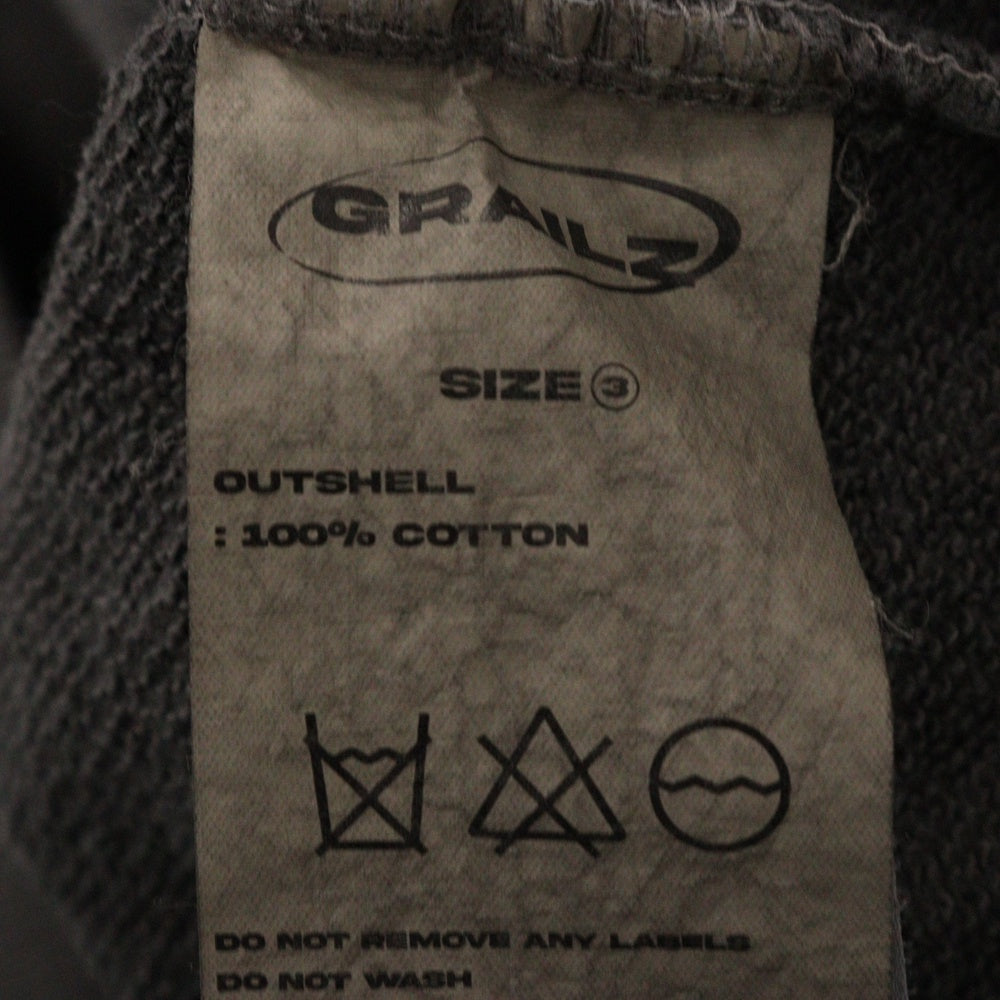 GRAILZ
SIZE ③
OUTSHELL
: 100% COTTON
DO NOT REMOVE ANY LABELS
DO NOT WASH